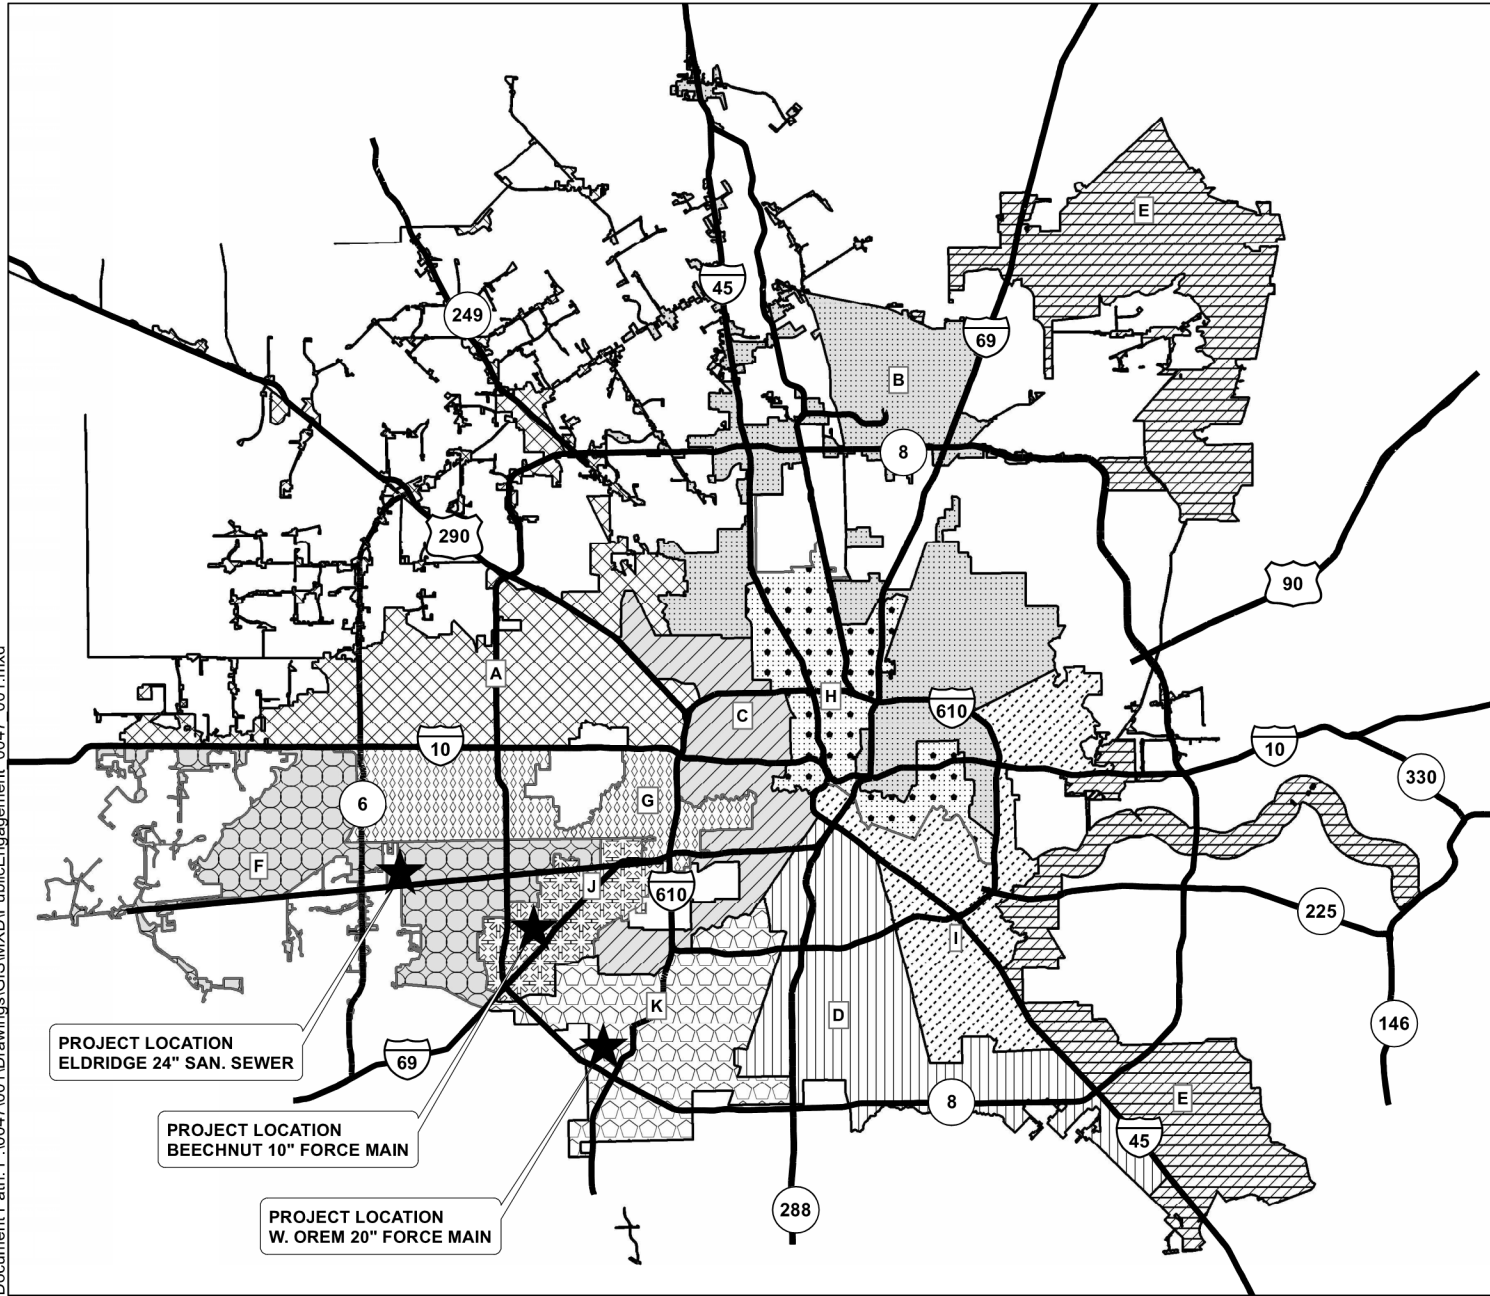 E
45
249
69
B
8
290
90
A
H
C
610
10
10
330
6
G
F
J
610
225
I
K
D
146
PROJECT LOCATION
ELDRIDGE 24" SAN. SEWER
69
8
E
45
PROJECT LOCATION
BEECHNUT 10" FORCE MAIN
288
PROJECT LOCATION
W. OREM 20" FORCE MAIN